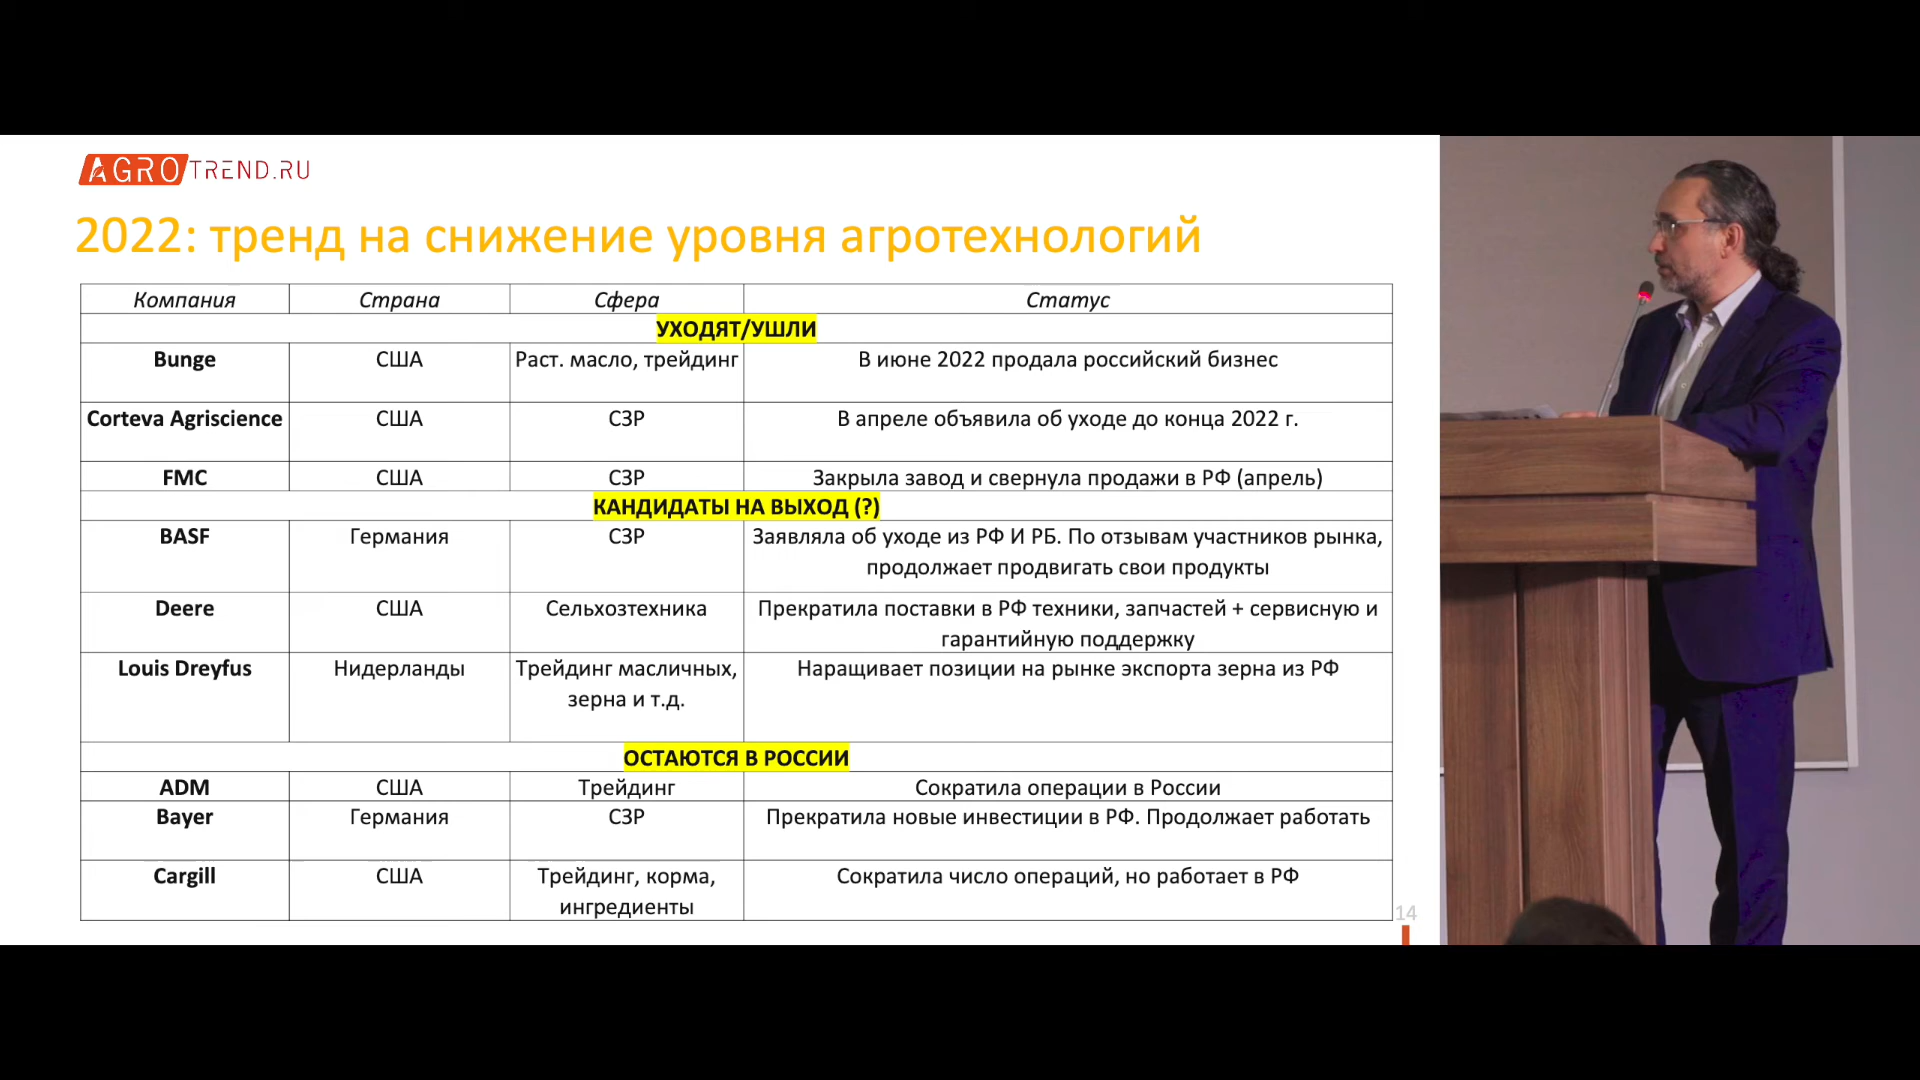 AGROTREND.RU
2022: тренд на снижение уровня агротехнологий
Компания Страна Сфера Статус
УХОДЯТ/УШЛИ
Bunge США Раст. масло, трейдинг В июне 2022 продала российский бизнес
Corteva Agriscience США СЗР В апреле объявила об уходе до конца 2022 г.
FMC США СЗР Закрыла завод и свернула продажи в РФ (апрель)
КАНДИДАТЫ НА ВЫХОД (?)
BASF Германия СЗР Заявляла об уходе из РФ И РБ. По отзывам участников рынка,
продолжает продвигать свои продукты
Deere США Сельхозтехника Прекратила поставки в РФ техники, запчастей + сервисную и
гарантийную поддержку
Louis Dreyfus Нидерланды Трейдинг масличных, Наращивает позиции на рынке экспорта зерна из РФ
зерна и т.д.
ОСТАЮТСЯ В РОССИИ
ADM США Трейдинг Сократила операции в России
Bayer Германия СЗР Прекратила новые инвестиции в РФ. Продолжает работать
Cargill США Трейдинг, корма, Сократила число операций, но работает в РФ
ингредиенты
14